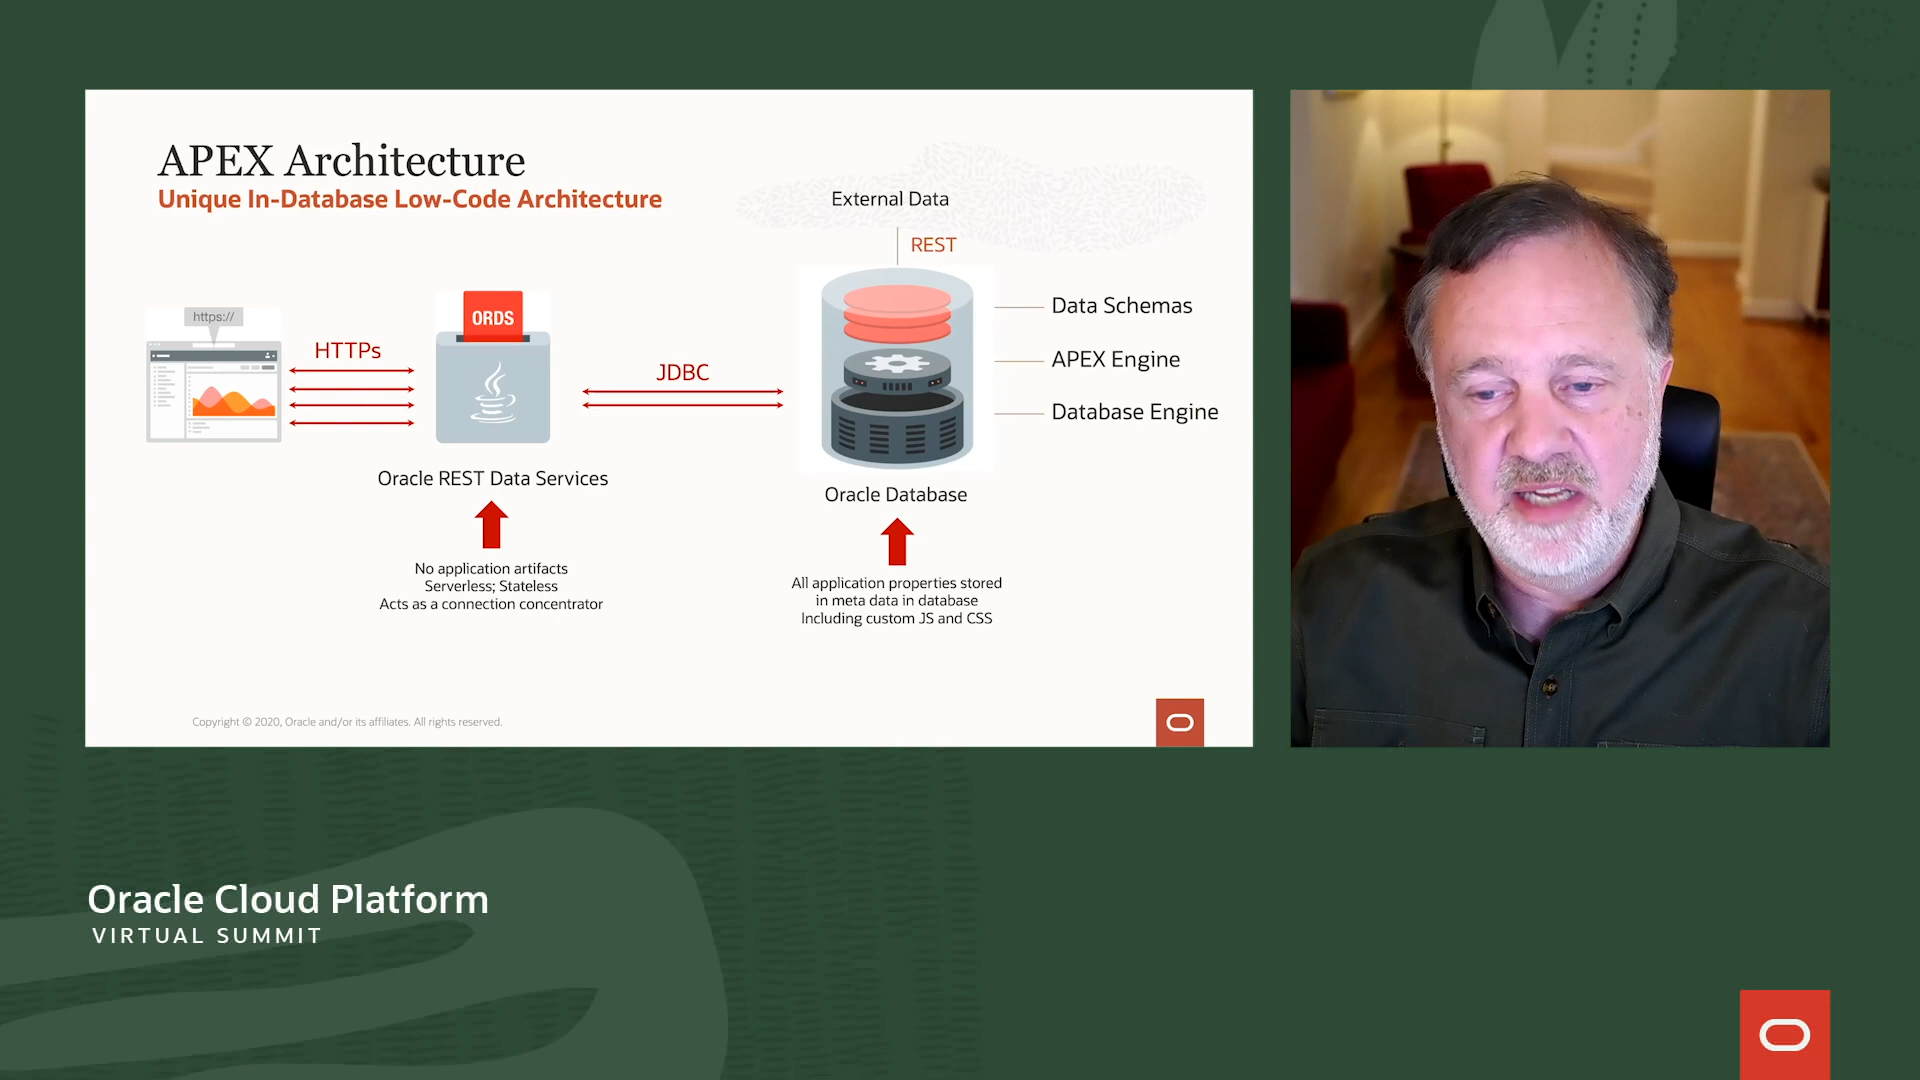 APEX Architecture
Unique In-Database Low-Code Architecture
External Data
REST
https://
HTTPs
ORDS
JDBC
Data Schemas
APEX Engine
Database Engine
Oracle REST Data Services
No application artifacts
Serverless; Stateless
Acts as a connection concentrator
Oracle Database
All application properties stored
in meta data in database
Including custom JS and CSS
Copyright © 2020, Oracle and/or its affiliates. All rights reserved.
Oracle Cloud Platform
VIRTUAL SUMMIT